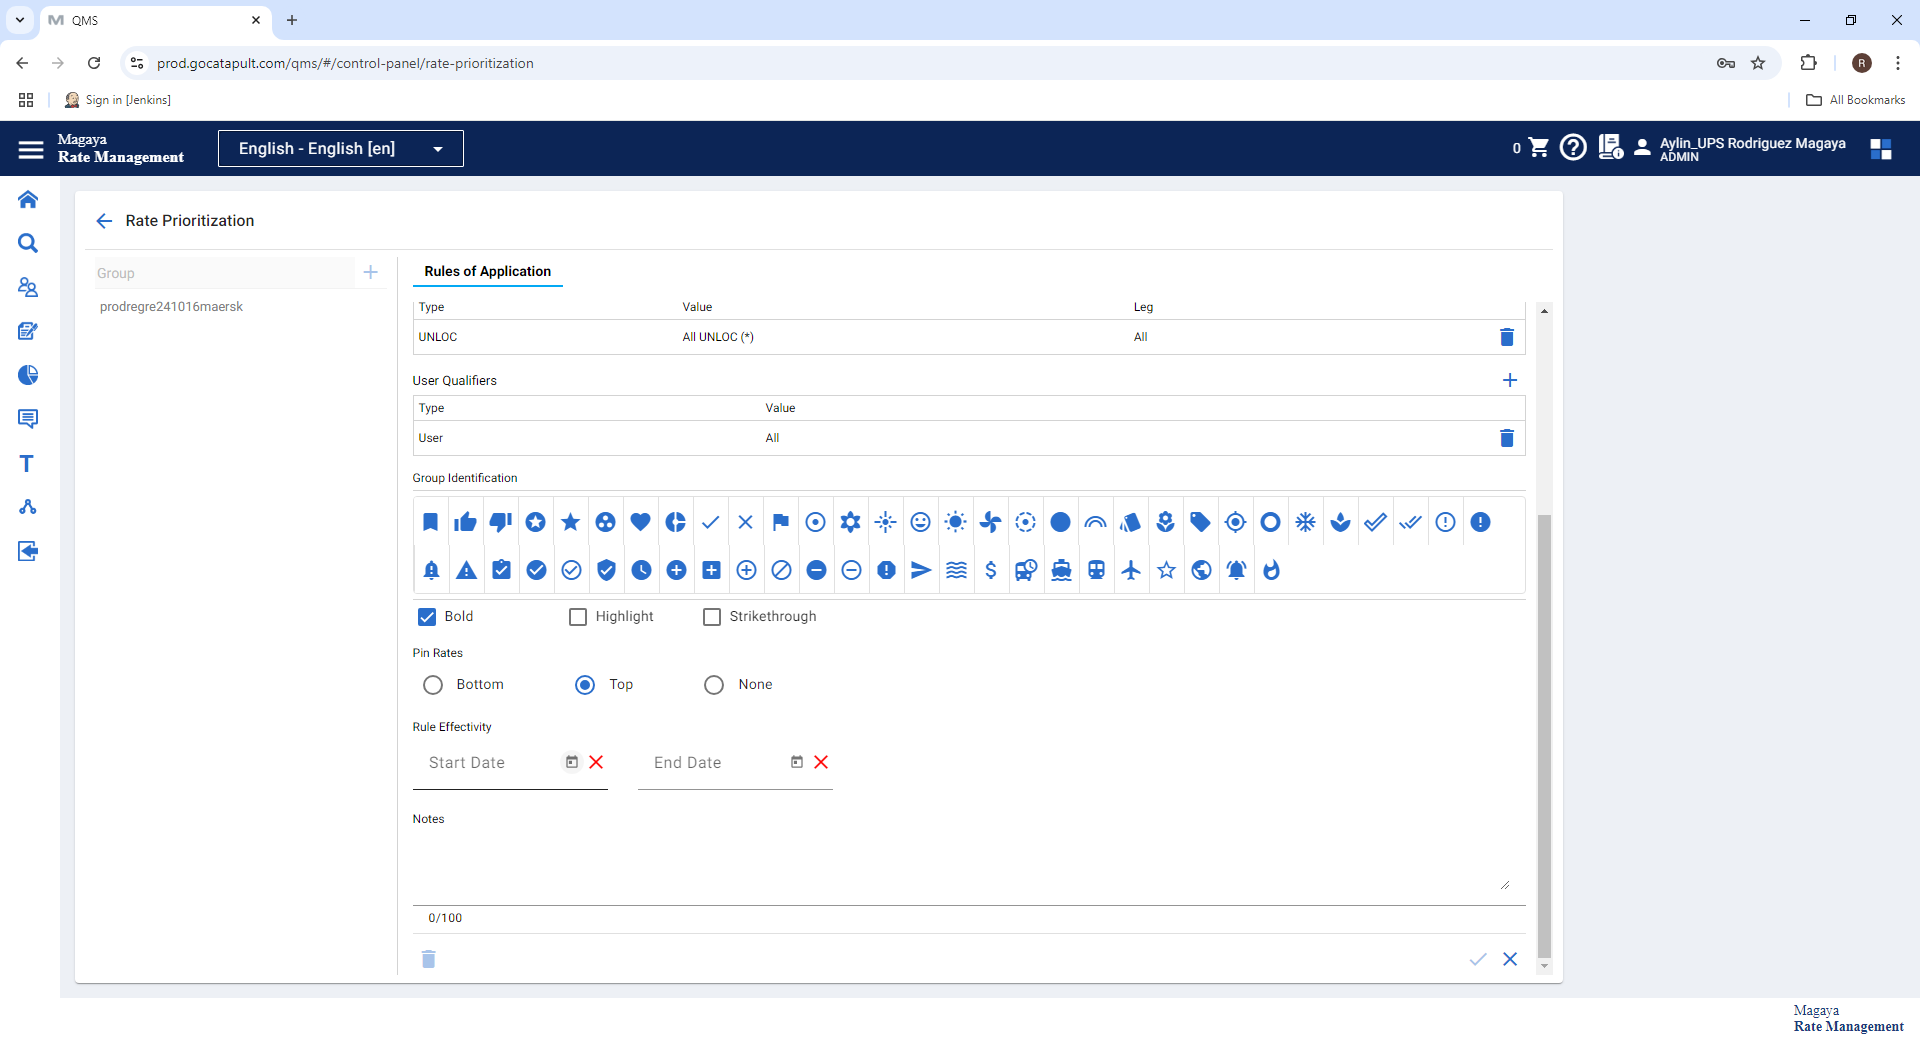 QMS
prod.gocatapult.com/qms/#/control-panel/rate-prioritization
R
Sign in [Jenkins]
All Bookmarks
Magaya
Rate Management
English - English [en]
0
Aylin_UPS Rodriguez Magaya
ADMIN
Rate Prioritization
Group
prodregre241016maersk
Rules of Application
Type Value Leg
UNLOC All UNLOC (*) All
User Qualifiers
Type Value
User All
Group Identification
Bold Highlight Strikethrough
Pin Rates
Bottom Top None
Rule Effectivity
Start Date End Date
Notes
0/100
Magaya
Rate Management